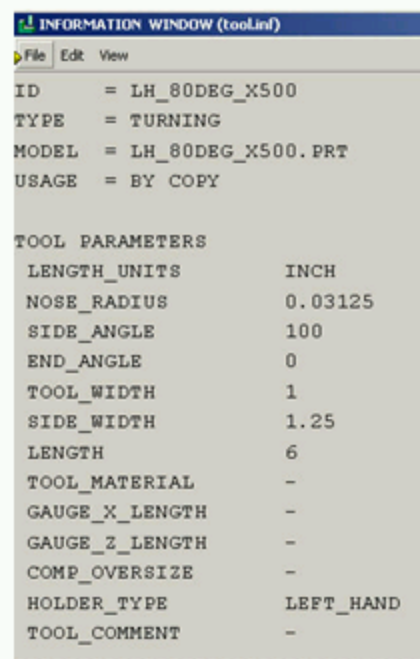 INFORMATION WINDOW (tool.inf)
File Edit View
ID = LH_80DEG_X500
TYPE = TURNING
MODEL = LH_80DEG_X500.PRT
USAGE = BY COPY
TOOL PARAMETERS
LENGTH_UNITS INCH
NOSE_RADIUS 0.03125
SIDE_ANGLE 100
END_ANGLE 0
TOOL_WIDTH 1
SIDE_WIDTH 1.25
LENGTH 6
TOOL_MATERIAL -
GAUGE_X_LENGTH -
GAUGE_Z_LENGTH -
COMP_OVERSIZE -
HOLDER_TYPE LEFT_HAND
TOOL_COMMENT -